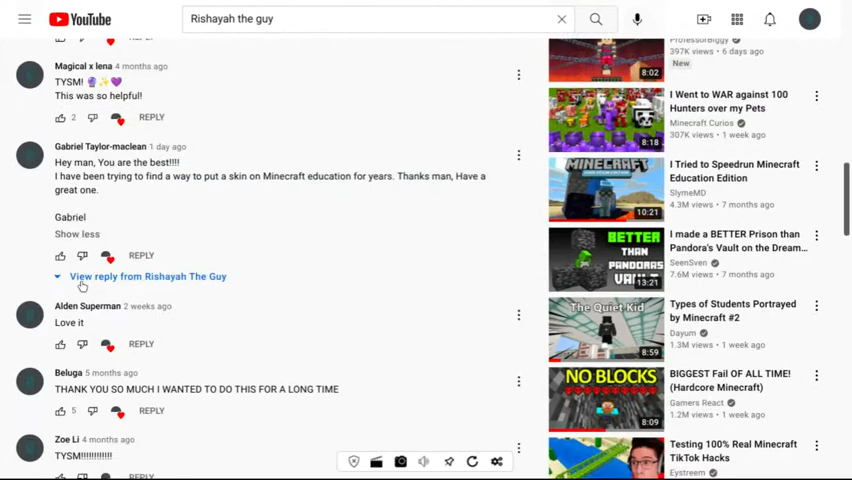 YouTube
Rishayah the guy
REPLY
Magical x lena 4 months ago
TYSM! 🔮✨💜
This was so helpful!
2 REPLY
Gabriel Taylor-maclean 1 day ago
Hey man, You are the best!!!!
I have been trying to find a way to put a skin on Minecraft education for years. Thanks man, Have a
great one.
Gabriel
Show less
REPLY
View reply from Rishayah The Guy
Alden Superman 2 weeks ago
Love it
REPLY
Beluga 5 months ago
THANK YOU SO MUCH I WANTED TO DO THIS FOR A LONG TIME
5 REPLY
Zoe Li 4 months ago
TYSM!!!!!!!!!!!!
ProfessorBiggy
397K views • 6 days ago
New
8:02
I Went to WAR against 100
Hunters over my Pets
Minecraft Curios
307K views • 1 week ago
8:18
MINECRAFT
I Tried to Speedrun Minecraft
Education Edition
SlymeMD
4.3M views • 7 months ago
10:21
BETTER
THAN
PANDORAS
VAULT
13:21
I made a BETTER Prison than
Pandora's Vault on the Dream...
SeenSven
7.6M views • 7 months ago
The Quiet Kid
8:59
Types of Students Portrayed
by Minecraft #2
Dayum
1.3M views • 1 week ago
NO BLOCKS
8:09
BIGGEST FaiI OF ALL TIME!
(Hardcore Minecraft)
Gamers React
1.2M views • 1 week ago
Testing 100% Real Minecraft
TikTok Hacks
Eystreem